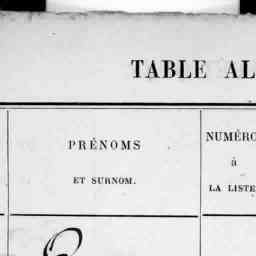 TABLE AL
PRÉNOMS
ET SURNOM.
NUMÉRO
à
LA LISTE